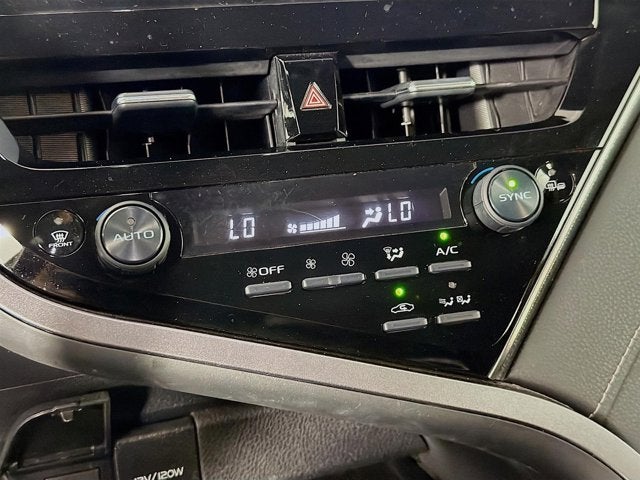 LO LO
FRONT
AUTO
SYNC
OFF
A/C
12V/120W